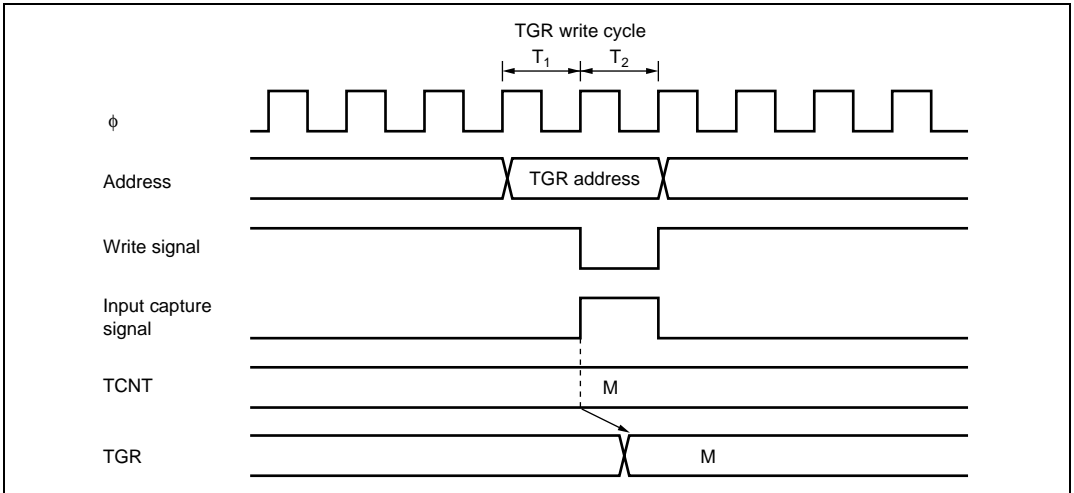 TGR write cycle
T1 T2
ϕ
Address
TGR address
Write signal
Input capture
signal
TCNT
M
TGR
M